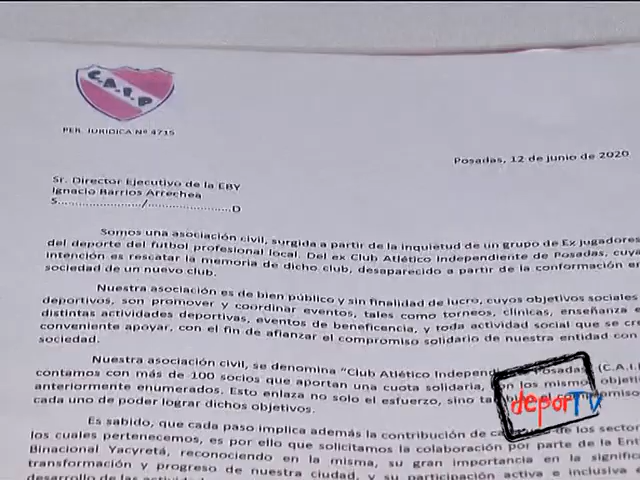 C.A.I.P
PER. JURIDICA Nº 4715
Posadas, 12 de junio de 2020
Sr. Director Ejecutivo de la EBY
Ignacio Barrios Arrechea
S......................./.......................D
Somos una asociación civil, surgida a partir de la inquietud de un grupo de Ex jugadores
del deporte del futbol profesional local. Del ex Club Atlético Independiente de Posadas, cuya
intención es rescatar la memoria de dicho club, desaparecido a partir de la conformación en
sociedad de un nuevo club.
Nuestra asociación es de bien público y sin finalidad de lucro, cuyos objetivos sociales
deportivos, son promover y coordinar eventos, tales como torneos, clínicas, enseñanza
distintas actividades deportivas, eventos de beneficencia, y toda actividad social que se
conveniente apoyar, con el fin de afianzar el compromiso solidario de nuestra entidad con
sociedad.
Nuestra asociación civil, se denomina "Club Atlético Posadas (C.A.I.
contamos con más de 100 socios que aportan una cuota solidaria, con los mismos
anteriormente enumerados. Esto enlaza no solo el esfuerzo, sino
cada uno de poder lograr dichos objetivos.
deporTV
Es sabido, que cada paso implica además la contribución de de los
los cuales pertenecemos, es por ello que solicitamos la colaboración por parte de la
Binacional Yacyretá, reconociendo en la misma, su gran importancia en la
transformación y progreso de nuestra ciudad, y su participación activa e inclusiva